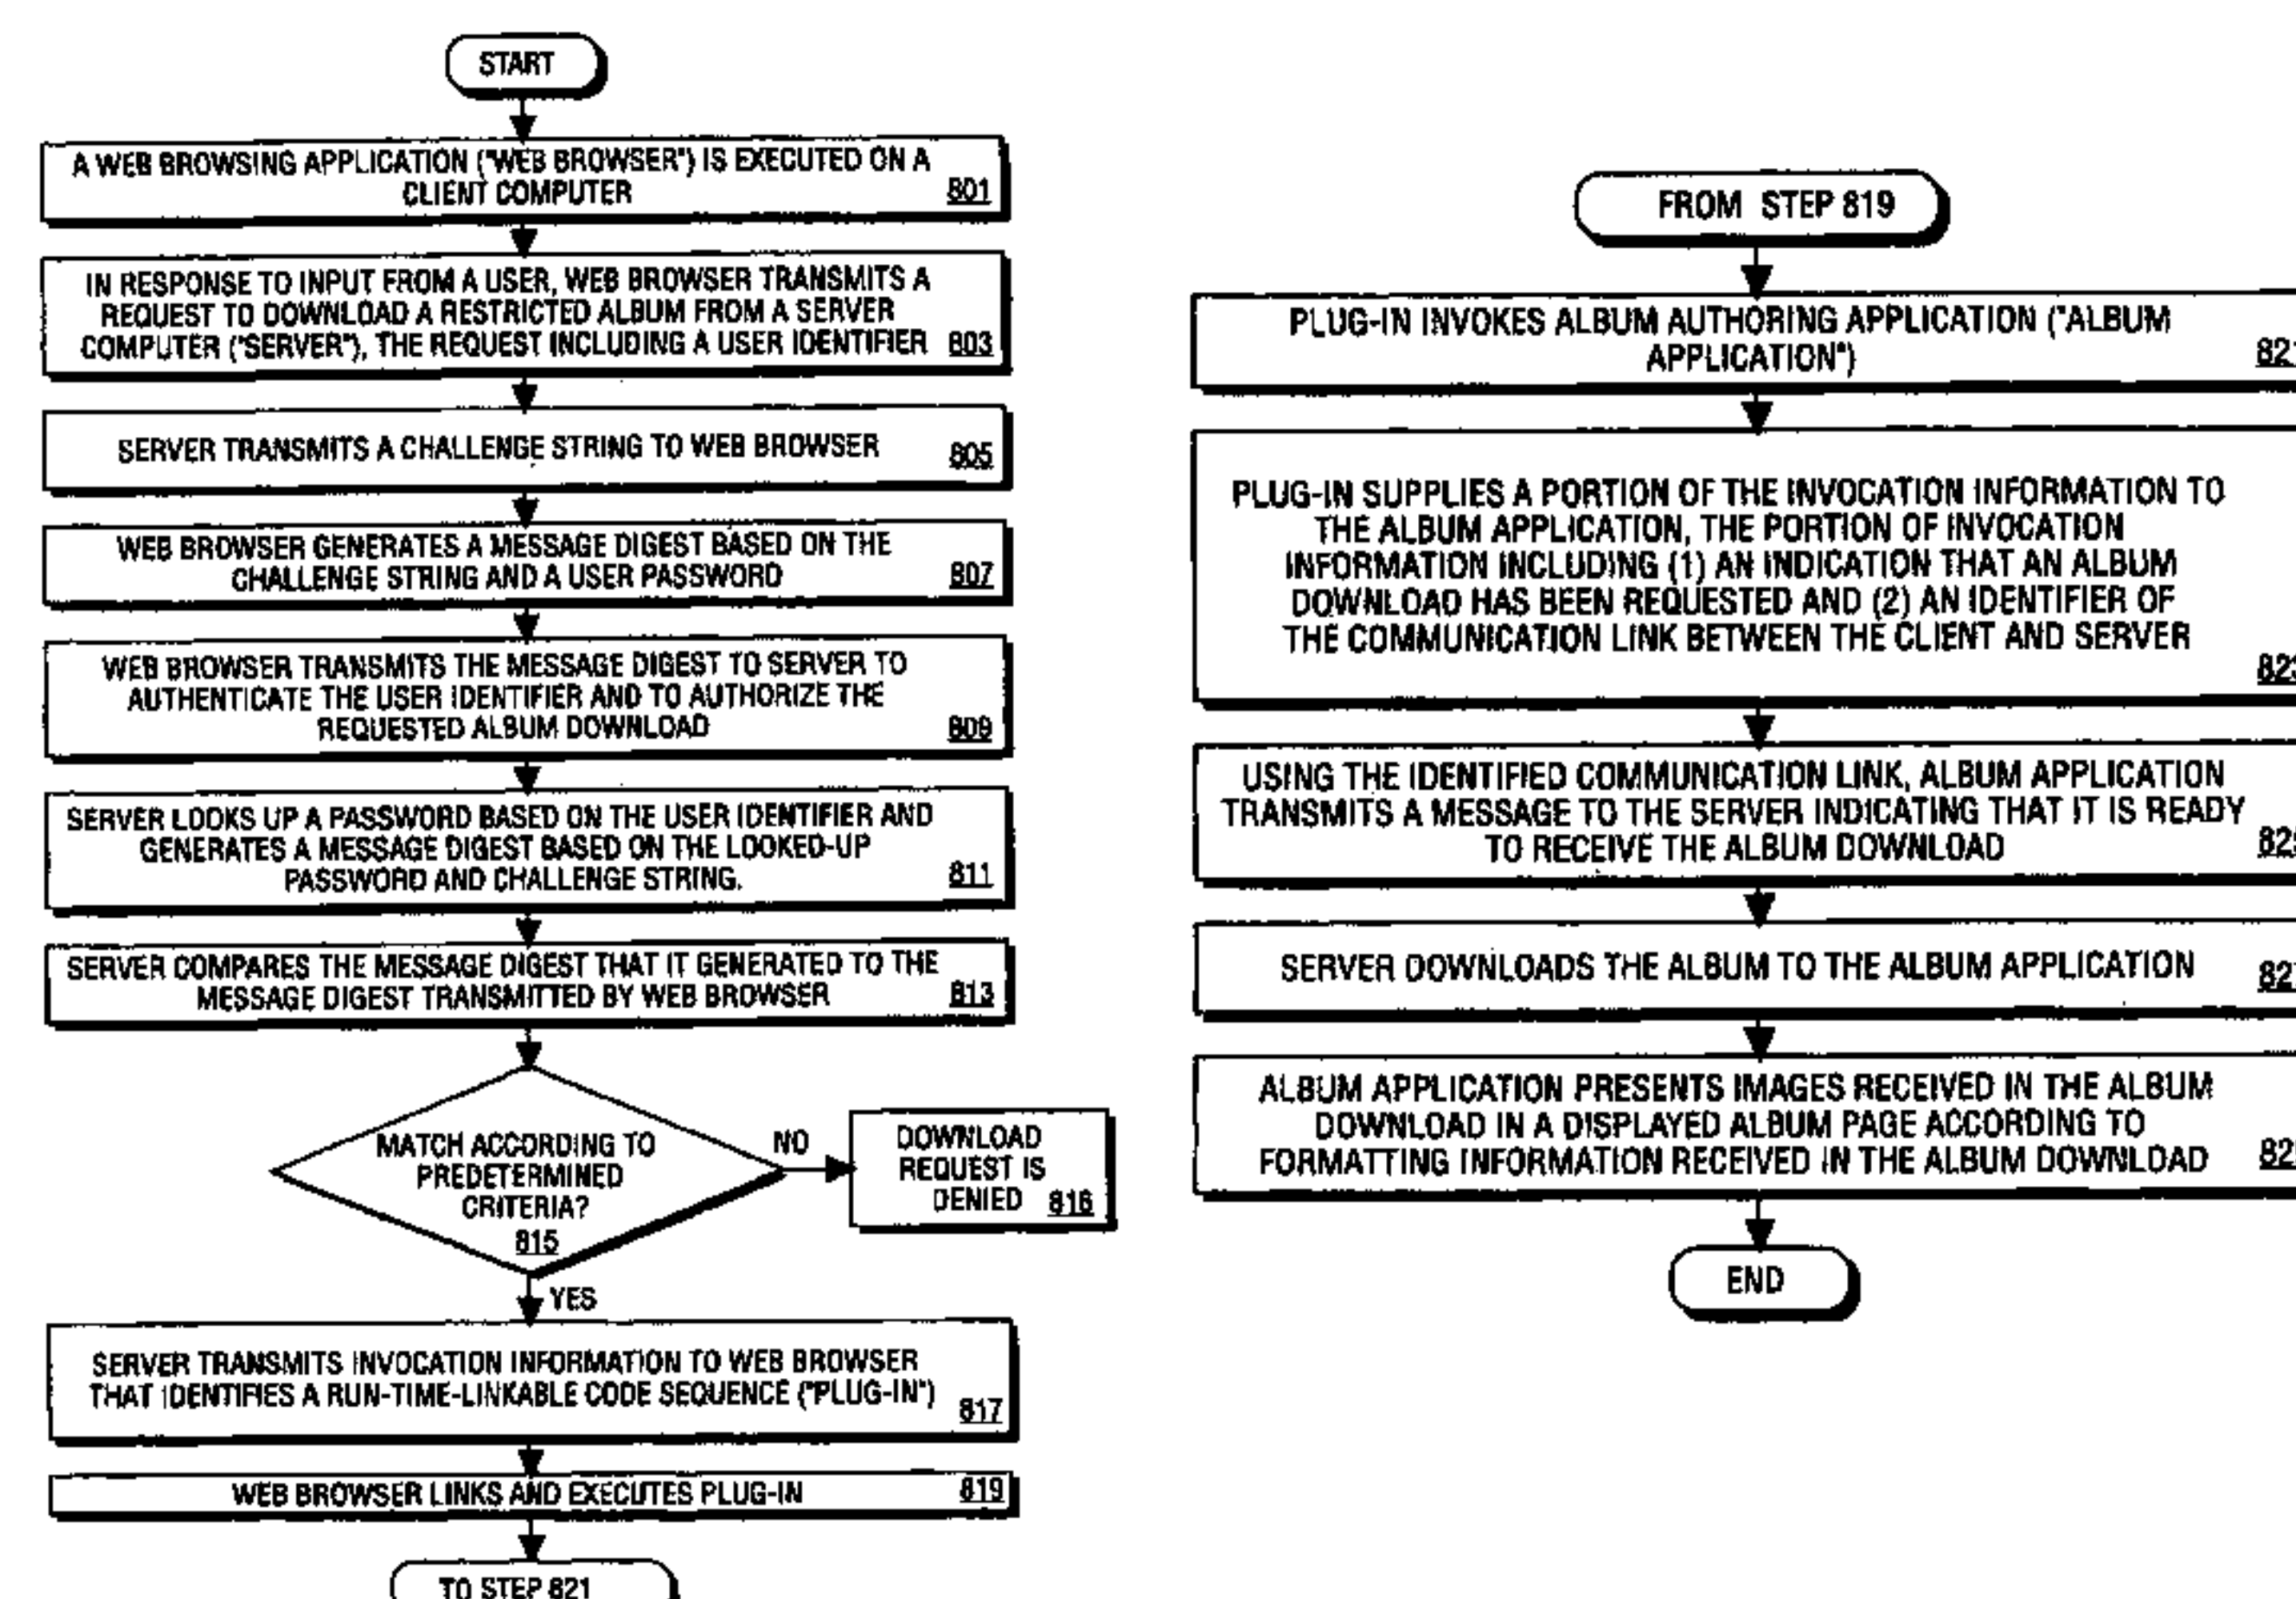 START
A WEB BROWSING APPLICATION ("WEB BROWSER") IS EXECUTED ON A
CLIENT COMPUTER
801
IN RESPONSE TO INPUT FROM A USER, WEB BROWSER TRANSMITS A
REQUEST TO DOWNLOAD A RESTRICTED ALBUM FROM A SERVER
COMPUTER ("SERVER"), THE REQUEST INCLUDING A USER IDENTIFIER 803
SERVER TRANSMITS A CHALLENGE STRING TO WEB BROWSER
805
WEB BROWSER GENERATES A MESSAGE DIGEST BASED ON THE
CHALLENGE STRING AND A USER PASSWORD
807
WEB BROWSER TRANSMITS THE MESSAGE DIGEST TO SERVER TO
AUTHENTICATE THE USER IDENTIFIER AND TO AUTHORIZE THE
REQUESTED ALBUM DOWNLOAD
809
SERVER LOOKS UP A PASSWORD BASED ON THE USER IDENTIFIER AND
GENERATES A MESSAGE DIGEST BASED ON THE LOOKED-UP
PASSWORD AND CHALLENGE STRING.
811
SERVER COMPARES THE MESSAGE DIGEST THAT IT GENERATED TO THE
MESSAGE DIGEST TRANSMITTED BY WEB BROWSER
813
MATCH ACCORDING TO
PREDETERMINED
CRITERIA?
815
NO
DOWNLOAD
REQUEST IS
DENIED 816
YES
SERVER TRANSMITS INVOCATION INFORMATION TO WEB BROWSER
THAT IDENTIFIES A RUN-TIME-LINKABLE CODE SEQUENCE ("PLUG-IN")
817
WEB BROWSER LINKS AND EXECUTES PLUG-IN
819
TO STEP 821
FROM STEP 819
PLUG-IN INVOKES ALBUM AUTHORING APPLICATION ("ALBUM
APPLICATION")
PLUG-IN SUPPLIES A PORTION OF THE INVOCATION INFORMATION TO
THE ALBUM APPLICATION, THE PORTION OF INVOCATION
INFORMATION INCLUDING (1) AN INDICATION THAT AN ALBUM
DOWNLOAD HAS BEEN REQUESTED AND (2) AN IDENTIFIER OF
THE COMMUNICATION LINK BETWEEN THE CLIENT AND SERVER
USING THE IDENTIFIED COMMUNICATION LINK, ALBUM APPLICATION
TRANSMITS A MESSAGE TO THE SERVER INDICATING THAT IT IS READY
TO RECEIVE THE ALBUM DOWNLOAD
SERVER DOWNLOADS THE ALBUM TO THE ALBUM APPLICATION
ALBUM APPLICATION PRESENTS IMAGES RECEIVED IN THE ALBUM
DOWNLOAD IN A DISPLAYED ALBUM PAGE ACCORDING TO
FORMATTING INFORMATION RECEIVED IN THE ALBUM DOWNLOAD
END